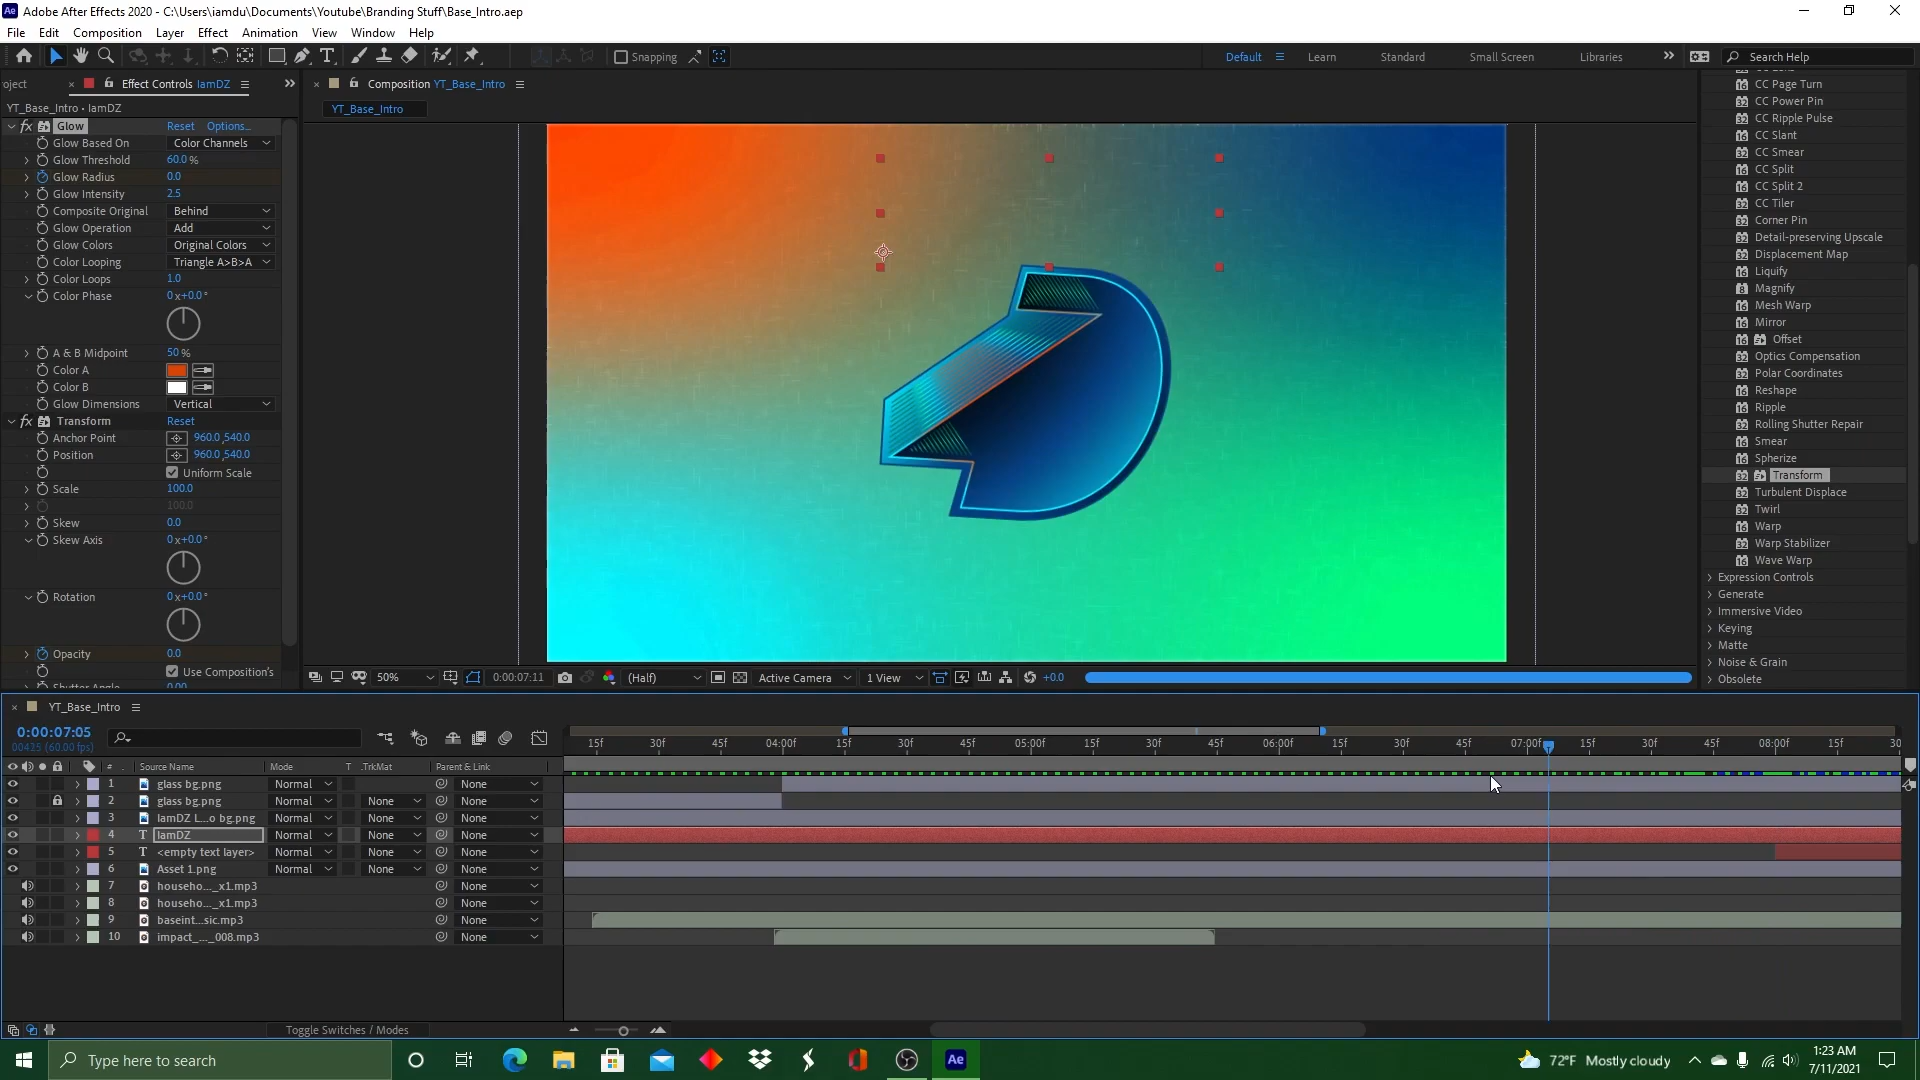 Adobe After Effects 2020 - C:\Users\iamdu\Documents\Youtube\Branding Stuff\Base_Intro.aep
File Edit Composition Layer Effect Animation View Window Help
Snapping
Default Learn Standard Small Screen Libraries Search Help
oject Effect Controls IamDZ
Composition YT_Base_Intro
YT_Base_Intro • IamDZ
YT_Base_Intro
fx Glow Reset Options...
Glow Based On Color Channels
Glow Threshold 60.0 %
Glow Radius 0.0
Glow Intensity 2.5
Composite Original Behind
Glow Operation Add
Glow Colors Original Colors
Color Looping Triangle A>B>A
Color Loops 1.0
Color Phase 0x+0.0°
A & B Midpoint 50 %
Color A
Color B
Glow Dimensions Vertical
fx Transform Reset
Anchor Point 960.0,540.0
Position 960.0,540.0
Uniform Scale
Scale 100.0
100.0
Skew 0.0
Skew Axis 0x+0.0°
Rotation 0x+0.0°
Opacity 0.0
Use Composition's
50% 0:00:07:11 (Half) Active Camera 1 View +0.0
CC Page Turn
CC Power Pin
CC Ripple Pulse
CC Slant
CC Smear
CC Split
CC Split 2
CC Tiler
Corner Pin
Detail-preserving Upscale
Displacement Map
Liquify
Magnify
Mesh Warp
Mirror
Offset
Optics Compensation
Polar Coordinates
Reshape
Ripple
Rolling Shutter Repair
Smear
Spherize
Transform
Turbulent Displace
Twirl
Warp
Warp Stabilizer
Wave Warp
Expression Controls
Generate
Immersive Video
Keying
Matte
Noise & Grain
Obsolete
YT_Base_Intro
0:00:07:05
00425 (60.00 fps)
15f 30f 45f 04:00f 15f 30f 45f 05:00f 15f 30f 45f 06:00f 15f 30f 45f 07:00f 15f 30f 45f 08:00f 15f 30
# Source Name Mode T .TrkMat Parent & Link
1 glass bg.png Normal None
2 glass bg.png Normal None None
3 IamDZ L...o bg.png Normal None None
4 T IamDZ Normal None None
5 T <empty text layer> Normal None None
6 Asset 1.png Normal None None
7 househo..._x1.mp3 None
8 househo..._x1.mp3 None
9 baseint...sic.mp3 None
10 impact_..._008.mp3 None
Toggle Switches / Modes
Type here to search
Ae
72°F Mostly cloudy
1:23 AM
7/11/2021